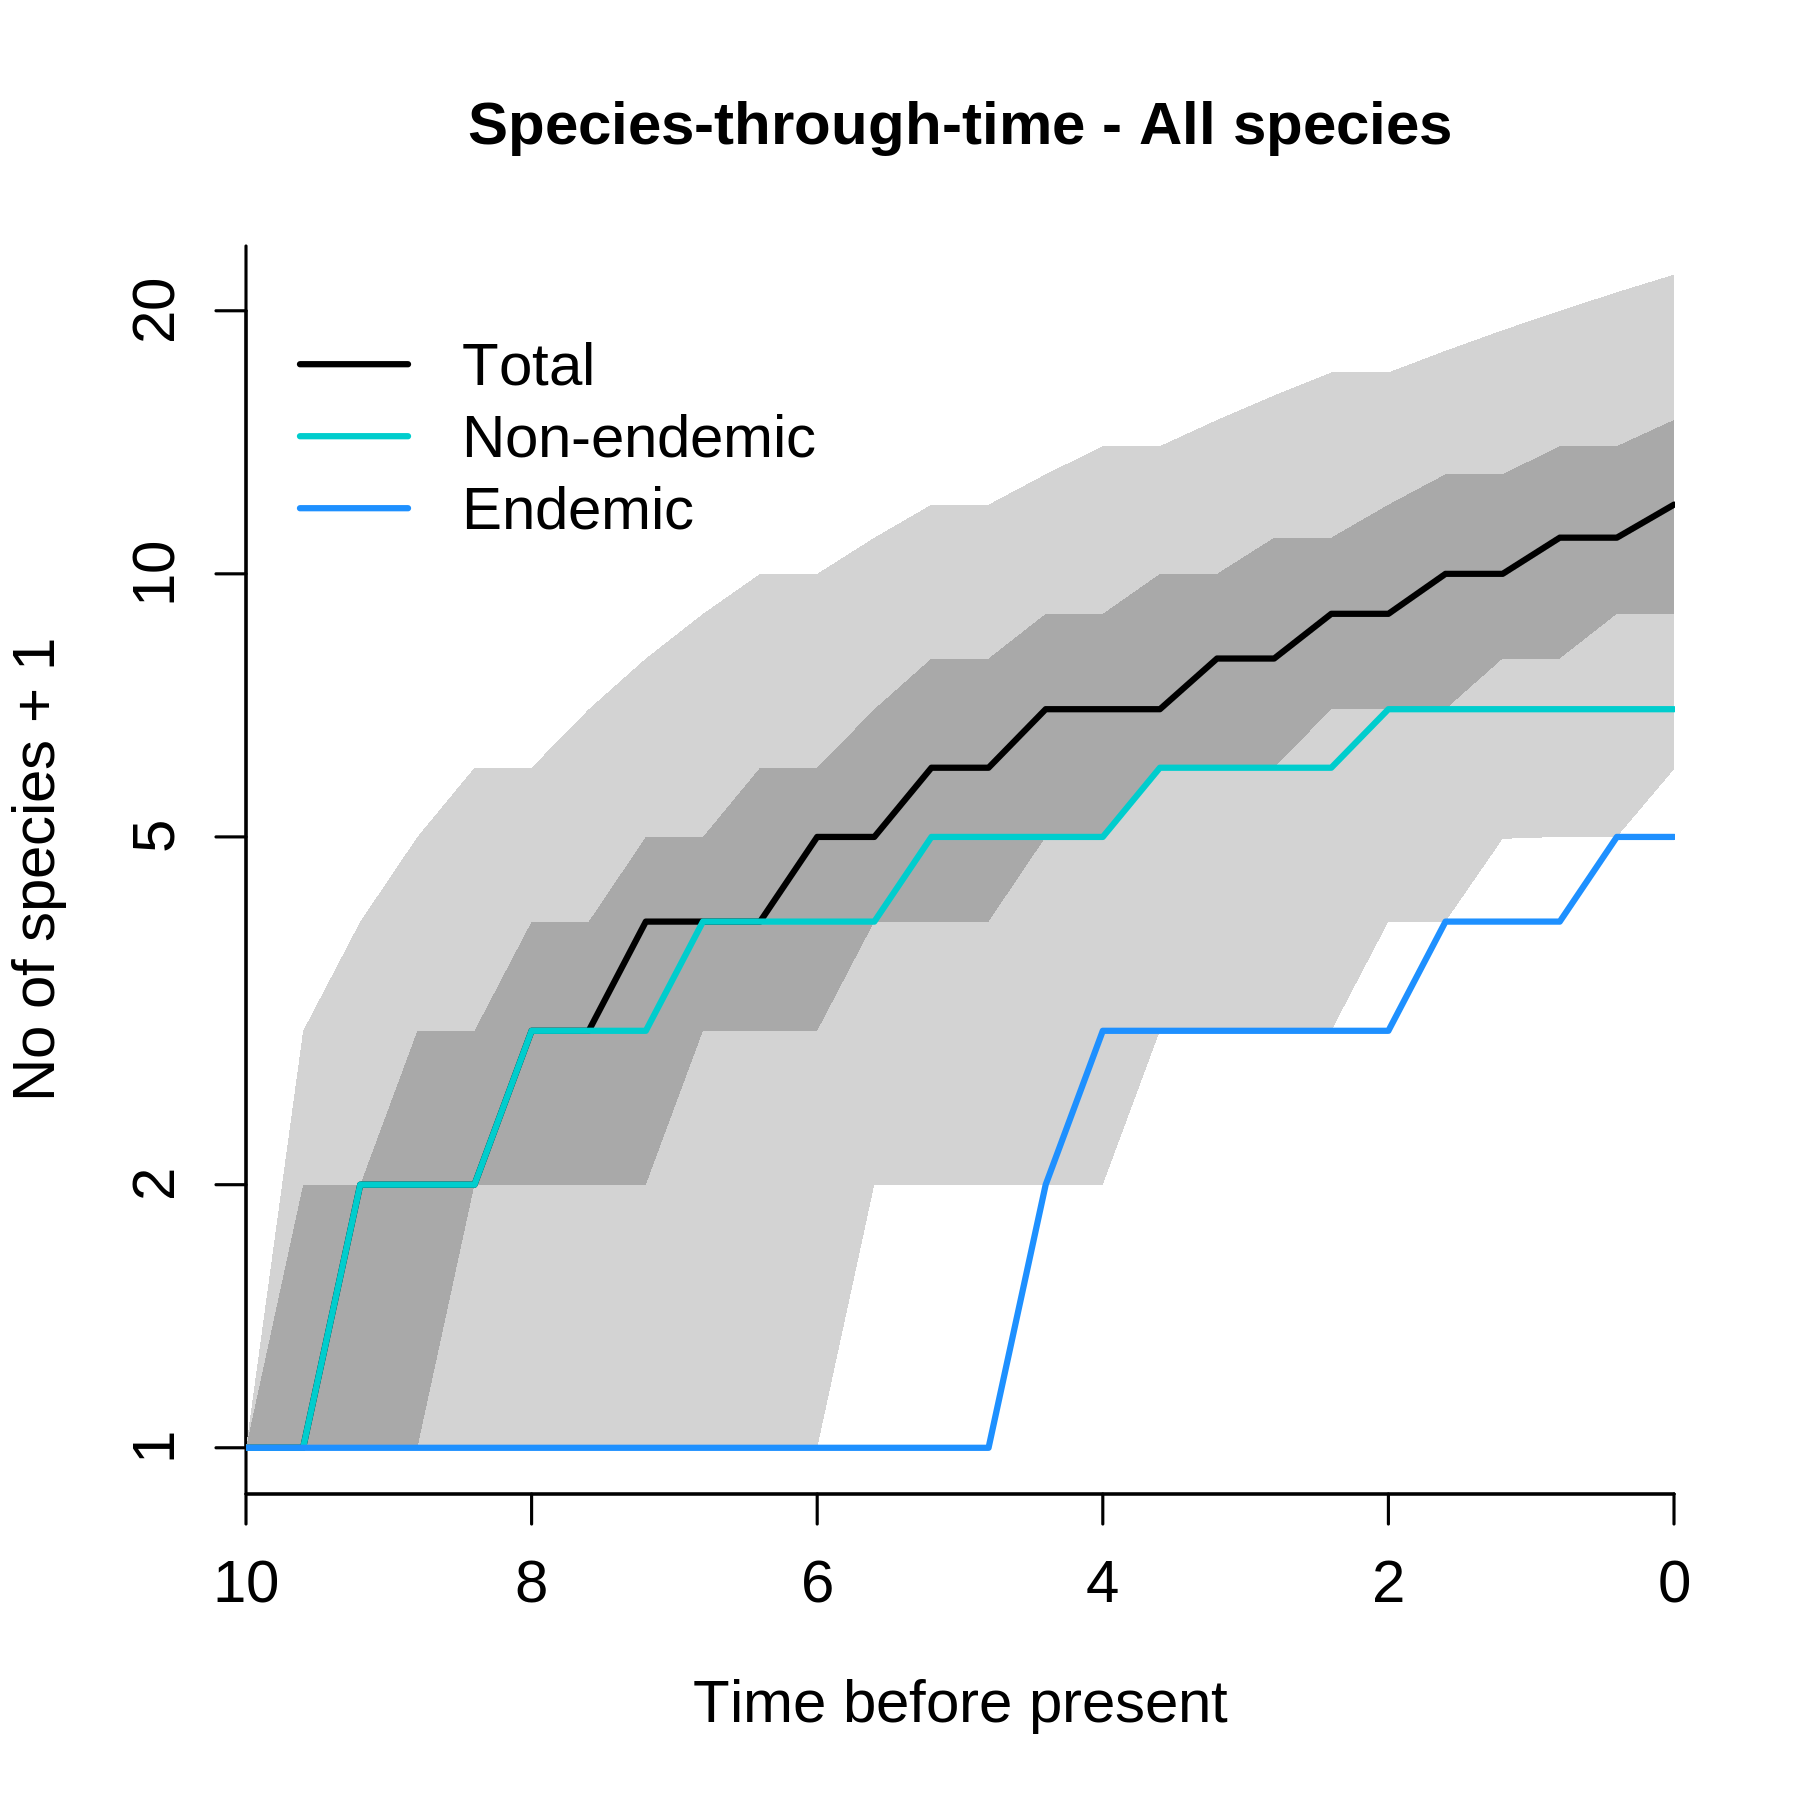 Species-through-time - All species
Total
Non-endemic
Endemic
No of species + 1
20
10
5
2
1
10 8 6 4 2 0
Time before present